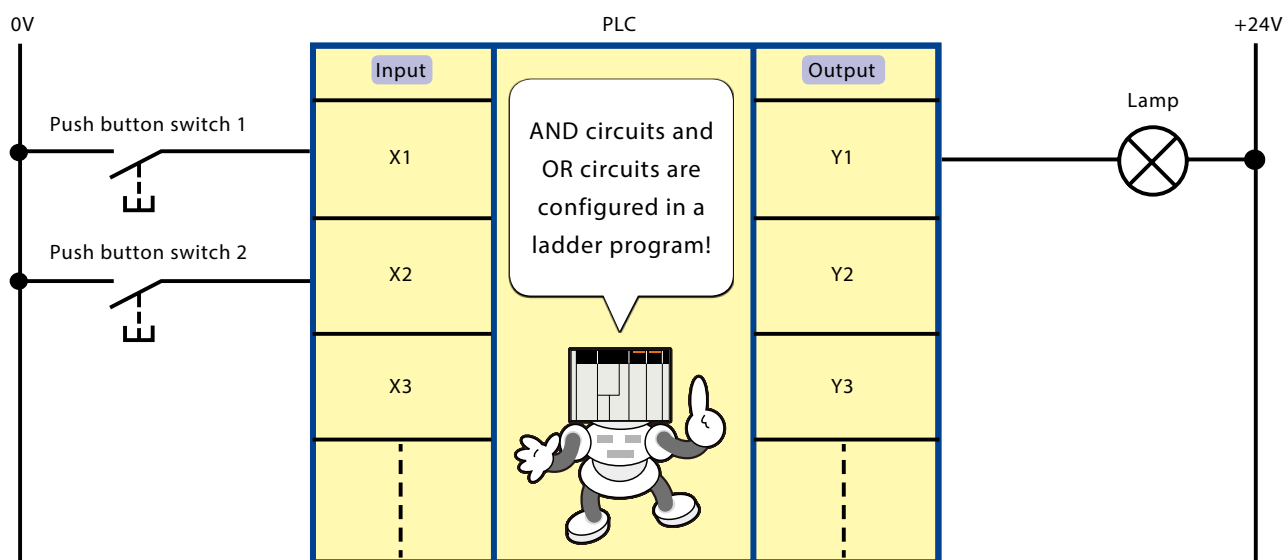 0V
PLC
+24V
Input
Output
Lamp
Push button switch 1
X1
AND circuits and
OR circuits are
configured in a
ladder program!
Y1
Push button switch 2
X2
Y2
X3
Y3